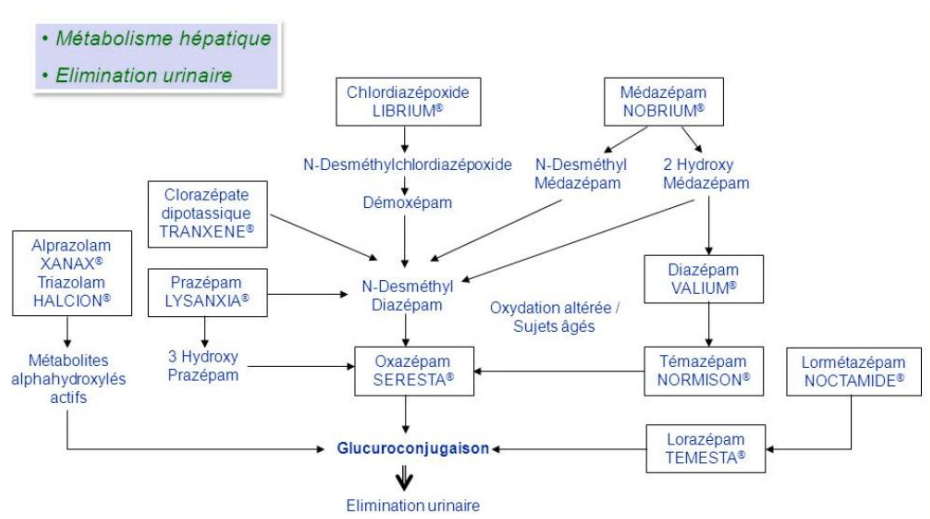 • Métabolisme hépatique
• Elimination urinaire
Chlordiazépoxide
LIBRIUM®
Médazépam
NOBRIUM®
N-Desméthylchlordiazépoxide
N-Desméthyl
Médazépam
2 Hydroxy
Médazépam
Démoxépam
Clorazépate
dipotassique
TRANXENE®
Alprazolam
XANAX®
Triazolam
HALCION®
Prazépam
LYSANXIA®
N-Desméthyl
Diazépam
Diazépam
VALIUM®
Oxydation altérée /
Sujets âgés
Métabolites
alphahydroxylés
actifs
3 Hydroxy
Prazépam
Oxazépam
SERESTA®
Témazépam
NORMISON®
Lormétazépam
NOCTAMIDE®
Glucuroconjugaison
Lorazépam
TEMESTA®
Elimination urinaire